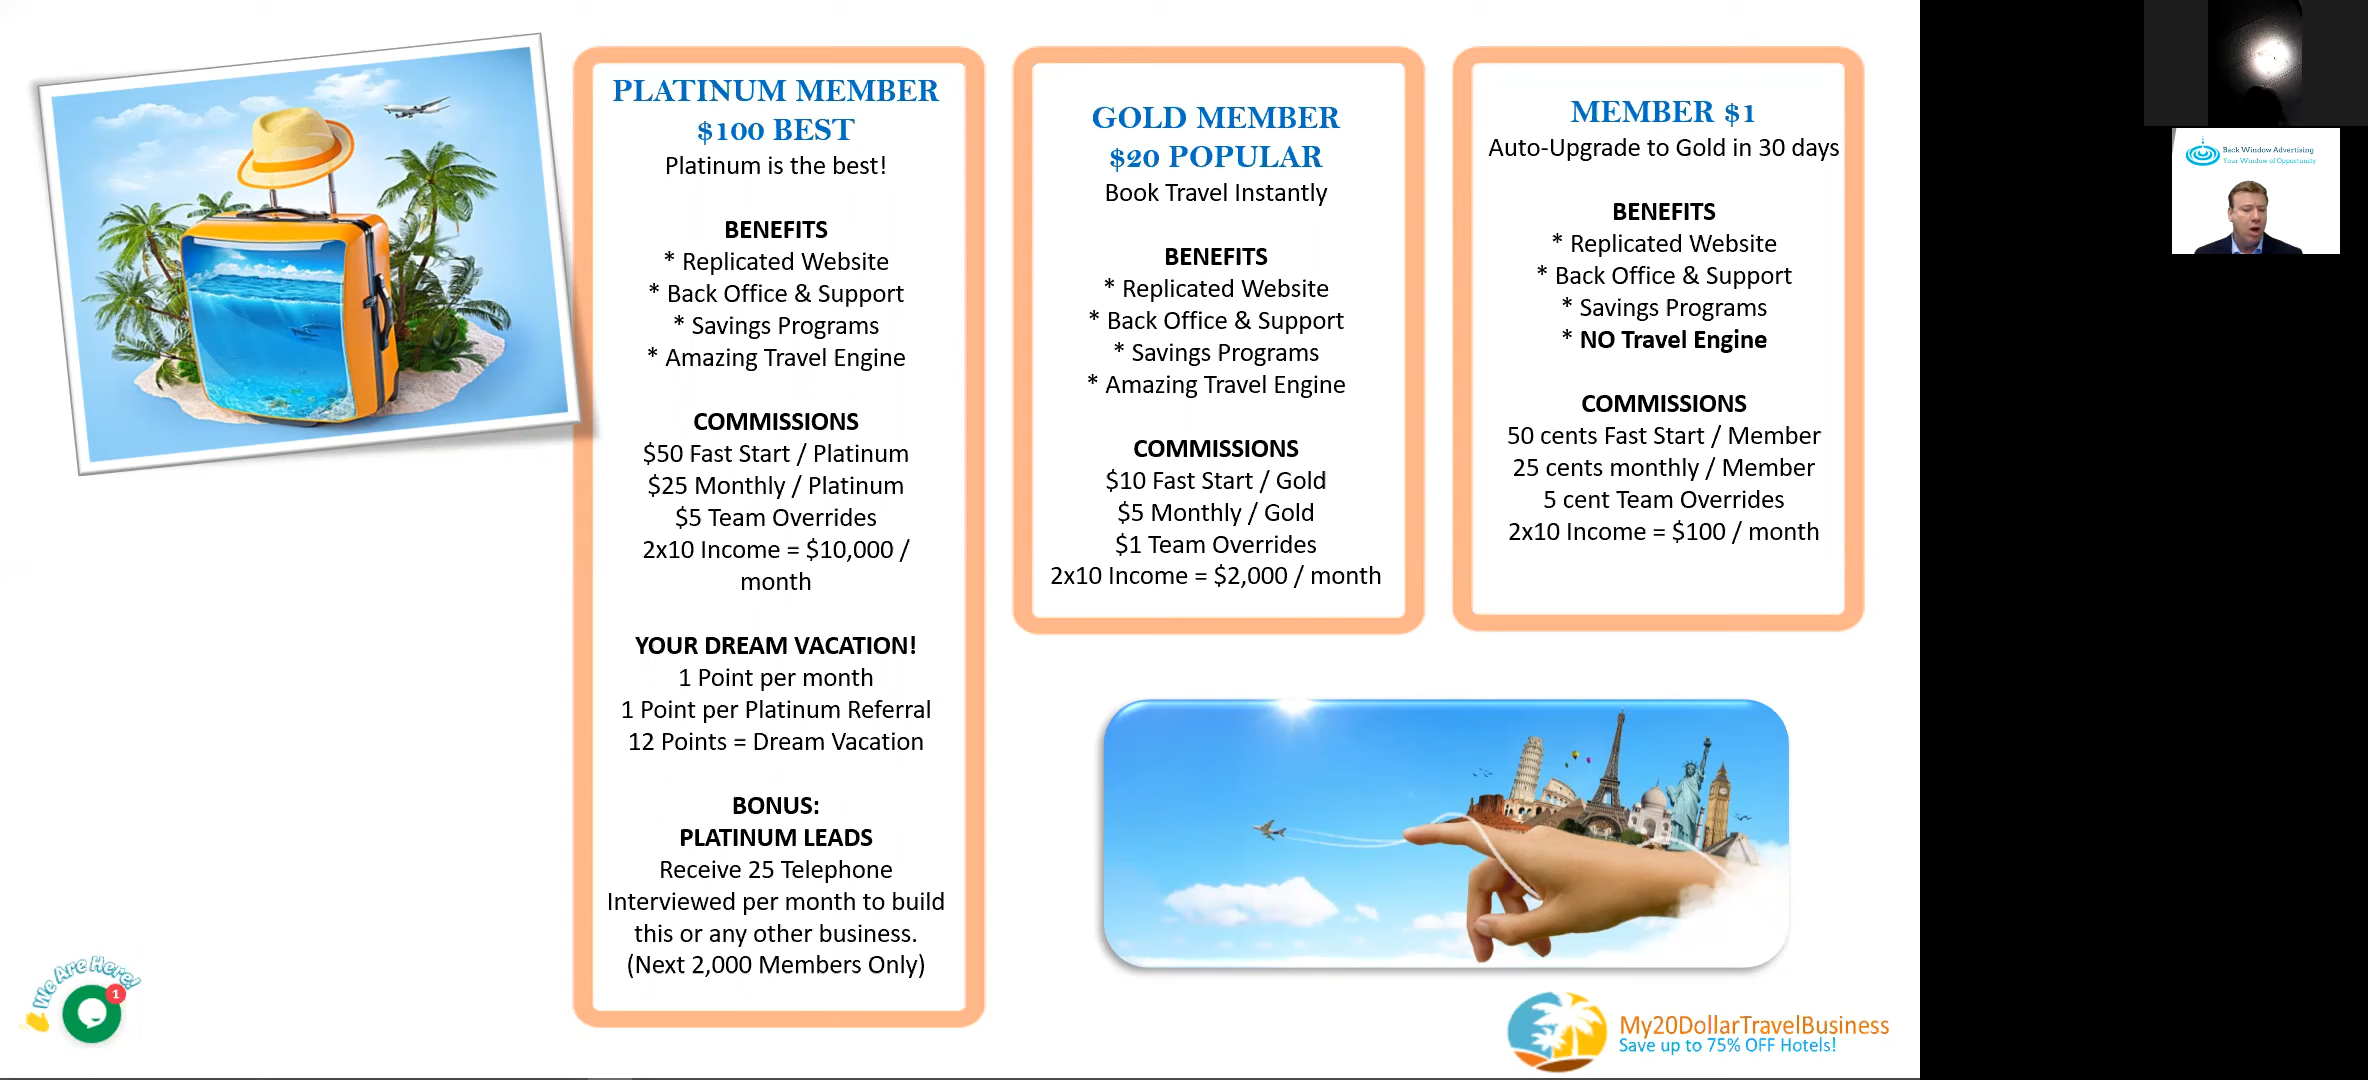 PLATINUM MEMBER
$100 BEST
Platinum is the best!
BENEFITS
* Replicated Website
* Back Office & Support
* Savings Programs
* Amazing Travel Engine
COMMISSIONS
$50 Fast Start / Platinum
$25 Monthly / Platinum
$5 Team Overrides
2x10 Income = $10,000 /
month
YOUR DREAM VACATION!
1 Point per month
1 Point per Platinum Referral
12 Points = Dream Vacation
BONUS:
PLATINUM LEADS
Receive 25 Telephone
Interviewed per month to build
this or any other business.
(Next 2,000 Members Only)
GOLD MEMBER
$20 POPULAR
Book Travel Instantly
BENEFITS
* Replicated Website
* Back Office & Support
* Savings Programs
* Amazing Travel Engine
COMMISSIONS
$10 Fast Start / Gold
$5 Monthly / Gold
$1 Team Overrides
2x10 Income = $2,000 / month
MEMBER $1
Auto-Upgrade to Gold in 30 days
BENEFITS
* Replicated Website
* Back Office & Support
* Savings Programs
* NO Travel Engine
COMMISSIONS
50 cents Fast Start / Member
25 cents monthly / Member
5 cent Team Overrides
2x10 Income = $100 / month
Back Window Advertising
Your Window of Opportunity
We Are Here!
1
My20DollarTravelBusiness
Save up to 75% OFF Hotels!